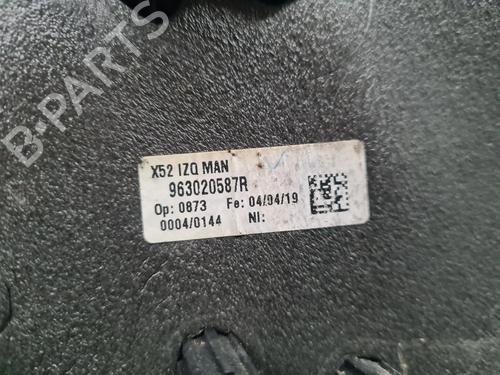 B-PARTS
X52 IZQ MAN
963020587R
Op: 0873 Fe: 04/04/19
0004/0144 NI: